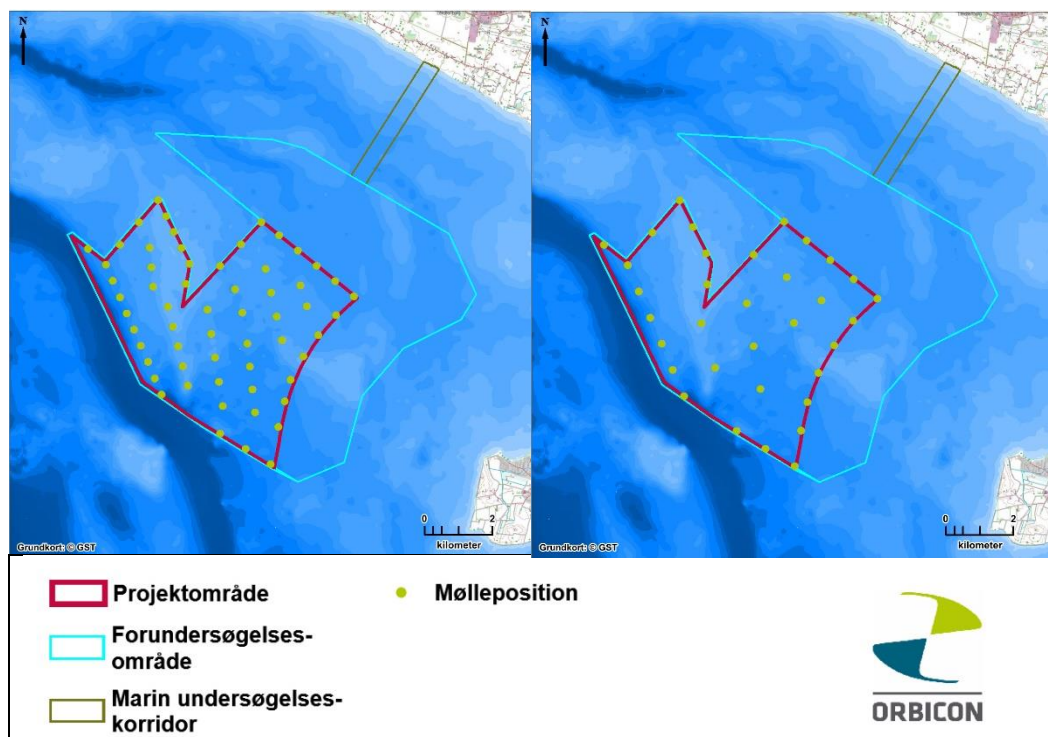 N
0 2
kilometer
Grundkort: © GST
N
0 2
kilometer
Grundkort: © GST
Projektområde
Mølleposition
Forundersøgelses-
område
Marin undersøgelses-
korridor
ORBICON